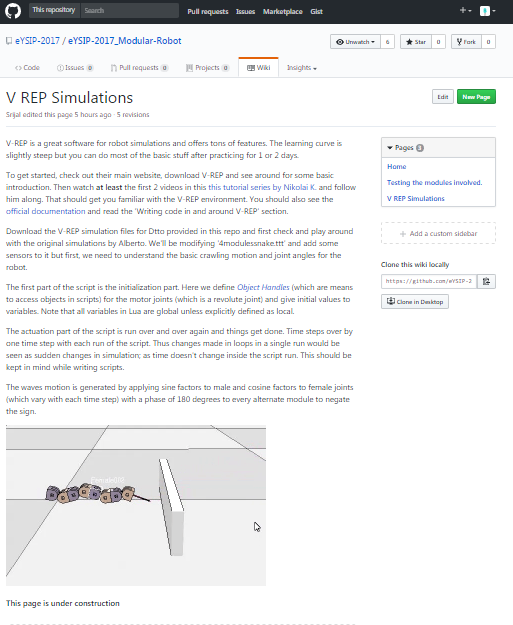 This repository Search Pull requests Issues Marketplace Gist
eYSIP-2017 / eYSIP-2017_Modular-Robot
Unwatch 6 Star 0 Fork 0
Code Issues 0 Pull requests 0 Projects 0 Wiki Insights
V REP Simulations
Edit New Page
Srijal edited this page 5 hours ago · 5 revisions
V-REP is a great software for robot simulations and offers tons of features. The learning curve is
slightly steep but you can do most of the basic stuff after practicing for 1 or 2 days.
To get started, check out their main website, download V-REP and see around for some basic
introduction. Then watch at least the first 2 videos in this this tutorial series by Nikolai K. and follow
him along. That should get you familiar with the V-REP environment. You should also see the
official documentation and read the 'Writing code in and around V-REP' section.
Download the V-REP simulation files for Dtto provided in this repo and first check and play around
with the original simulations by Alberto. We'll be modifying '4modulessnake.ttt' and add some
sensors to it but first, we need to understand the basic crawling motion and joint angles for the
robot.
The first part of the script is the initialization part. Here we define Object Handles (which are means
to access objects in scripts) for the motor joints (which is a revolute joint) and give initial values to
variables. Note that all variables in Lua are global unless explicitly defined as local.
The actuation part of the script is run over and over again and things get done. Time steps over by
one time step with each run of the script. Thus changes made in loops in a single run would be
seen as sudden changes in simulation; as time doesn't change inside the script run. This should be
kept in mind while writing scripts.
The waves motion is generated by applying sine factors to male and cosine factors to female joints
(which vary with each time step) with a phase of 180 degrees to every alternate module to negate
the sign.
This page is under construction
Pages 3
Home
Testing the modules involved.
V REP Simulations
+ Add a custom sidebar
Clone this wiki locally
https://github.com/eYSIP-2
Clone in Desktop